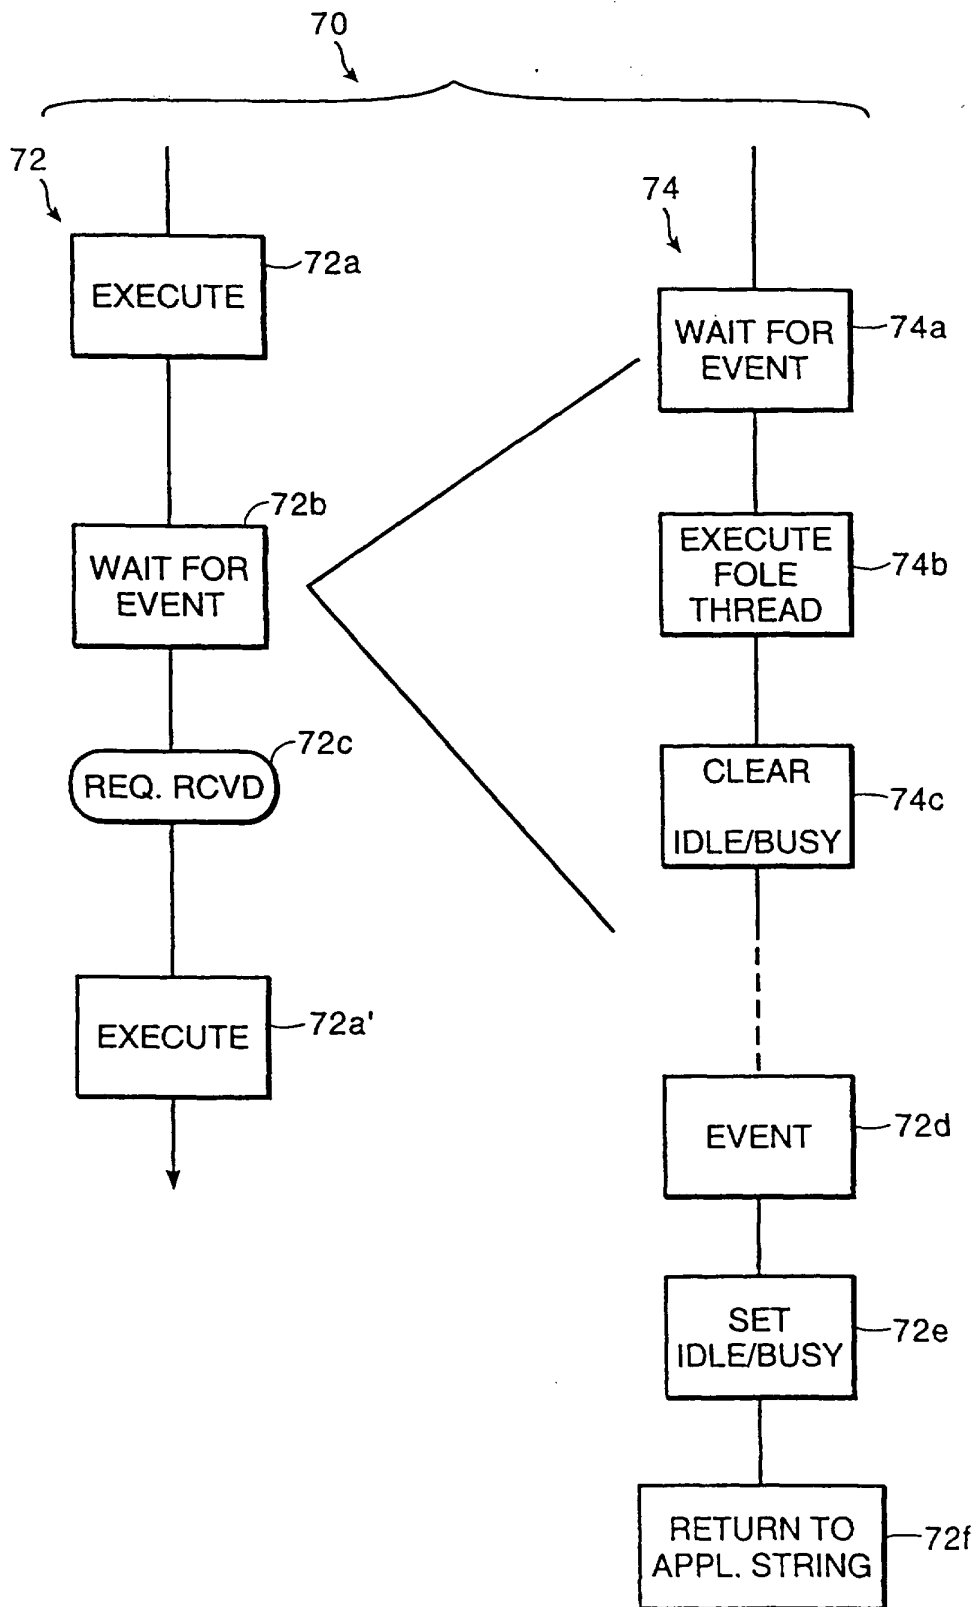 70
72
EXECUTE
72a
WAIT FOR
EVENT
72b
REQ. RCVD
72c
EXECUTE
72a'
74
WAIT FOR
EVENT
74a
EXECUTE
FOLE
THREAD
74b
CLEAR
IDLE/BUSY
74c
EVENT
72d
SET
IDLE/BUSY
72e
RETURN TO
APPL. STRING
72f